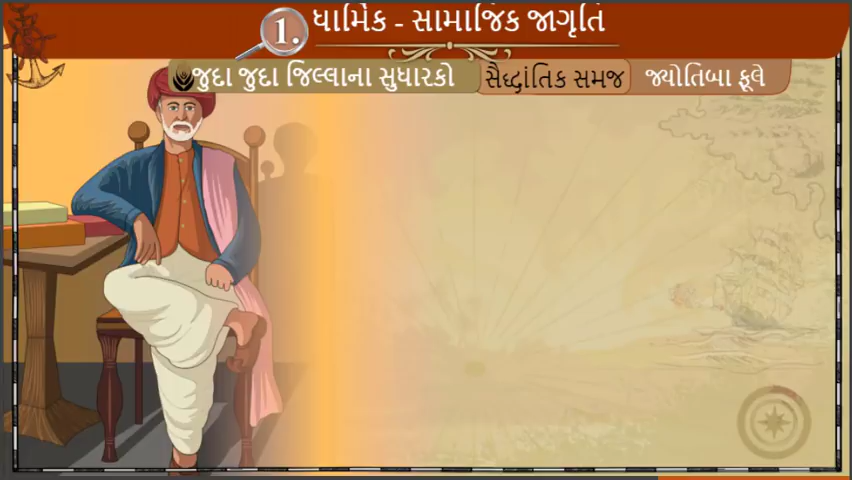 1. ધાર્મિક - સામાજિક જાગૃતિ
જુદા જુદા જિલ્લાના સુધારકો સૈદ્ધાંતિક સમજ જ્યોતિબા ફૂલે